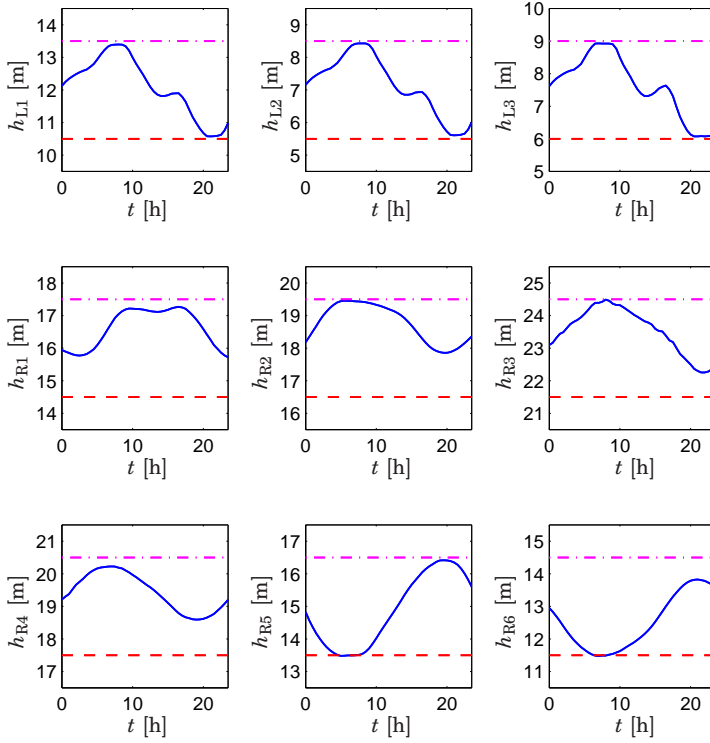 h_L1 [m]
14
13
12
11
10
0 10 20
t [h]
h_L2 [m]
9
8
7
6
5
0 10 20
t [h]
h_L3 [m]
10
9
8
7
6
5
0 10 20
t [h]
h_R1 [m]
18
17
16
15
14
0 10 20
t [h]
h_R2 [m]
20
19
18
17
16
0 10 20
t [h]
h_R3 [m]
25
24
23
22
21
0 10 20
t [h]
h_R4 [m]
21
20
19
18
17
0 10 20
t [h]
h_R5 [m]
17
16
15
14
13
0 10 20
t [h]
h_R6 [m]
15
14
13
12
11
0 10 20
t [h]